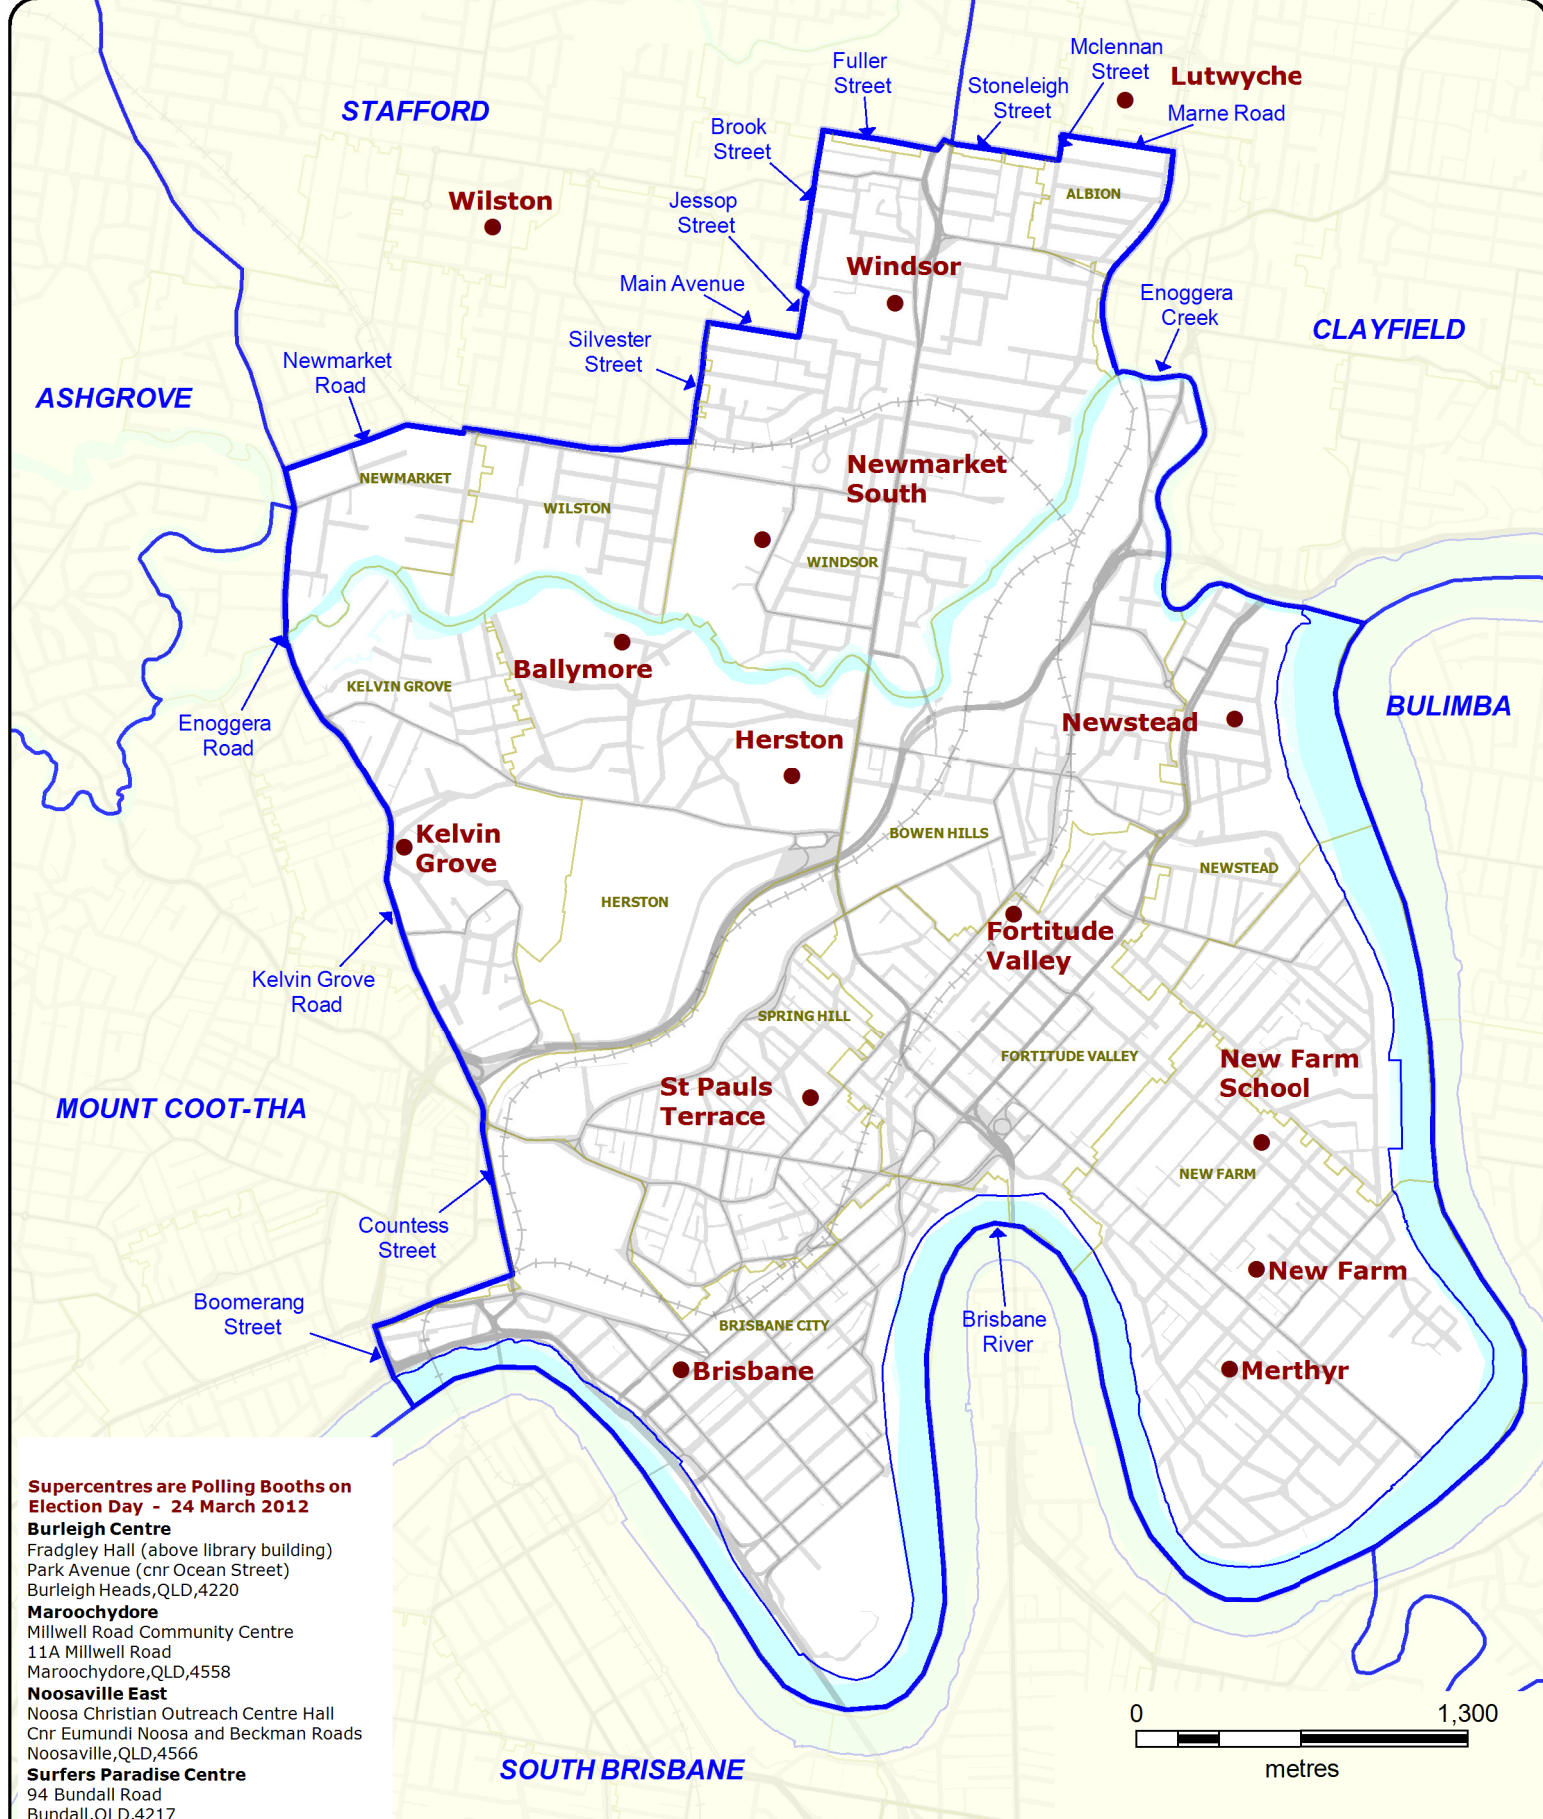 Mclennan
Street
Lutwyche
Fuller
Street
Stoneleigh
Street
Marne Road
STAFFORD
Brook
Street
ALBION
Wilston
Jessop
Street
Windsor
Main Avenue
Enoggera
Creek
CLAYFIELD
Silvester
Street
Newmarket
Road
ASHGROVE
NEWMARKET
WILSTON
Newmarket
South
WINDSOR
Ballymore
KELVIN GROVE
BULIMBA
Enoggera
Road
Newstead
Herston
Kelvin
Grove
BOWEN HILLS
NEWSTEAD
HERSTON
Fortitude
Valley
Kelvin Grove
Road
SPRING HILL
FORTITUDE VALLEY
New Farm
School
St Pauls
Terrace
MOUNT COOT-THA
NEW FARM
Countess
Street
New Farm
Boomerang
Street
BRISBANE CITY
Brisbane
River
Brisbane
Merthyr
Supercentres are Polling Booths on
Election Day - 24 March 2012
Burleigh Centre
Fradgley Hall (above library building)
Park Avenue (cnr Ocean Street)
Burleigh Heads,QLD,4220
Maroochydore
Millwell Road Community Centre
11A Millwell Road
Maroochydore,QLD,4558
Noosaville East
Noosa Christian Outreach Centre Hall
Cnr Eumundi Noosa and Beckman Roads
Noosaville,QLD,4566
Surfers Paradise Centre
94 Bundall Road
Bundall,QLD,4217
SOUTH BRISBANE
0 1,300
metres